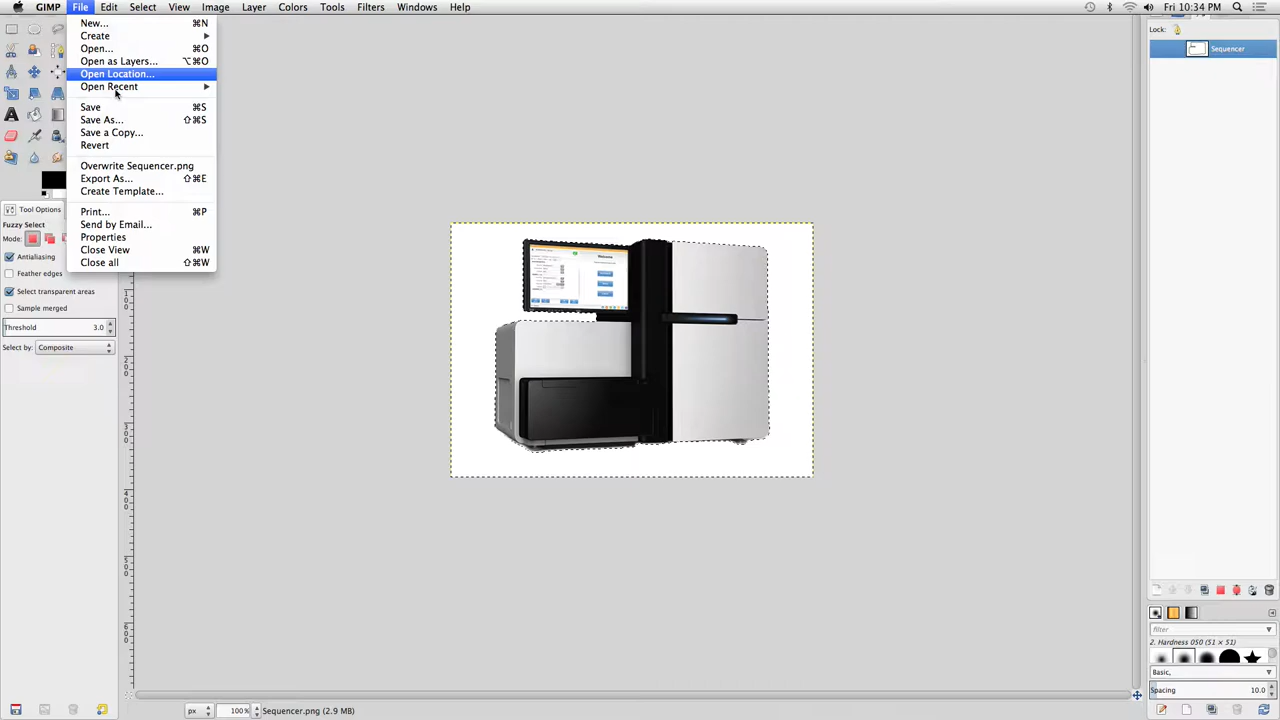 GIMP File Edit Select View Image Layer Colors Tools Filters Windows Help Fri 10:34 PM
New... ⌘N
Create
Open... ⌘O
Open as Layers... ⌥⌘O
Open Location...
Open Recent
Save ⌘S
Save As... ⇧⌘S
Save a Copy...
Revert
Overwrite Sequencer.png
Export As... ⇧⌘E
Create Template...
Print... ⌘P
Send by Email...
Properties
Close View ⌘W
Close all ⇧⌘W
Tool Options
Fuzzy Select
Mode:
Antialiasing
Feather edges
Select transparent areas
Sample merged
Threshold 3.0
Select by: Composite
Welcome
Lock:
Sequencer
filter
2. Hardness 050 (51 × 51)
Basic,
Spacing 10.0
px 100% Sequencer.png (2.9 MB)